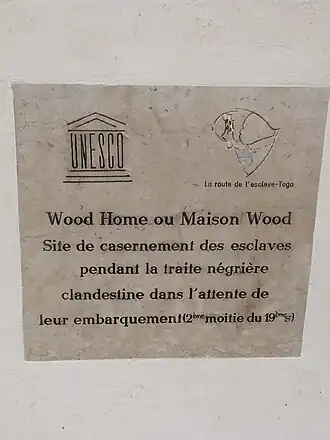 UNESCO
La route de l'esclave-Togo
Wood Home ou Maison Wood
Site de casernement des esclaves
pendant la traite négrière
clandestine dans l'attente de
leur embarquement(2ème moitie du 19ème s)